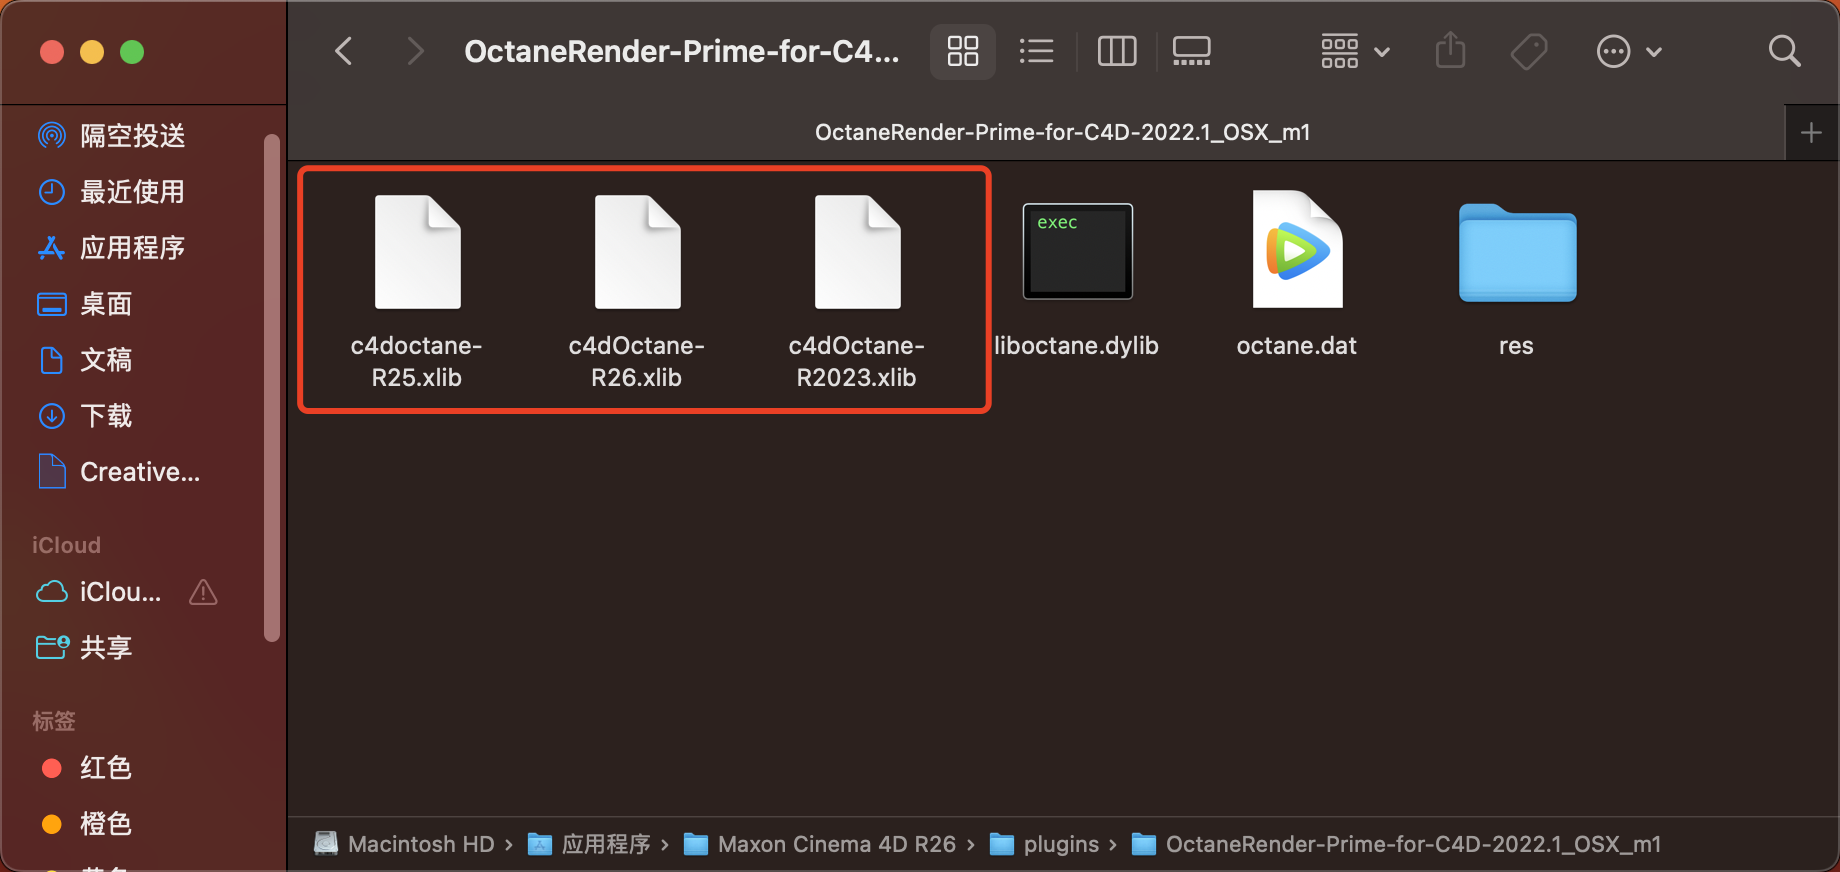 OctaneRender-Prime-for-C4...
OctaneRender-Prime-for-C4D-2022.1_OSX_m1
隔空投送
最近使用
应用程序
桌面
文稿
下载
Creative...
iCloud
iClou...
共享
标签
红色
橙色
c4doctane-
R25.xlib
c4dOctane-
R26.xlib
c4dOctane-
R2023.xlib
exec
liboctane.dylib
octane.dat
res
Macintosh HD › 应用程序 › Maxon Cinema 4D R26 › plugins › OctaneRender-Prime-for-C4D-2022.1_OSX_m1